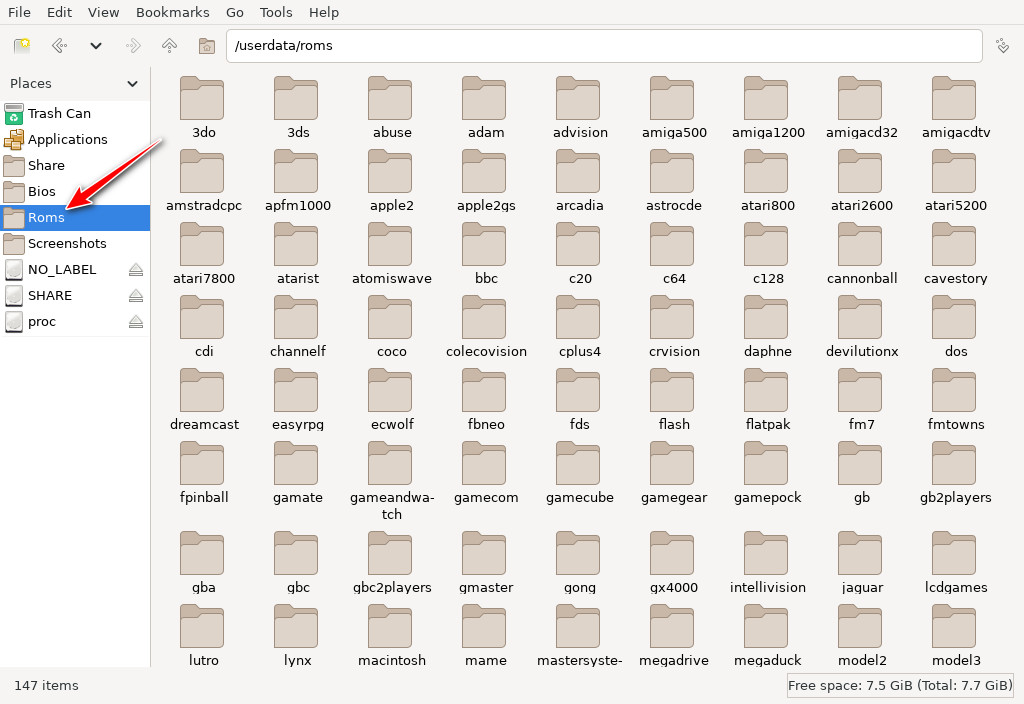 File Edit View Bookmarks Go Tools Help
/userdata/roms
Places
Trash Can
Applications
Share
Bios
Roms
Screenshots
NO_LABEL
SHARE
proc
3do 3ds abuse adam advision amiga500 amiga1200 amigacd32 amigacdtv
amstradcpc apfm1000 apple2 apple2gs arcadia astrocde atari800 atari2600 atari5200
atari7800 atarist atomiswave bbc c20 c64 c128 cannonball cavestory
cdi channelf coco colecovision cplus4 crvision daphne devilutionx dos
dreamcast easyrpg ecwolf fbneo fds flash flatpak fm7 fmtowns
fpinball gamate gameandwa- gamecom gamecube gamegear gamepock gb gb2players
tch
gba gbc gbc2players gmaster gong gx4000 intellivision jaguar lcdgames
lutro lynx macintosh mame mastersyste- megadrive megaduck model2 model3
147 items
Free space: 7.5 GiB (Total: 7.7 GiB)